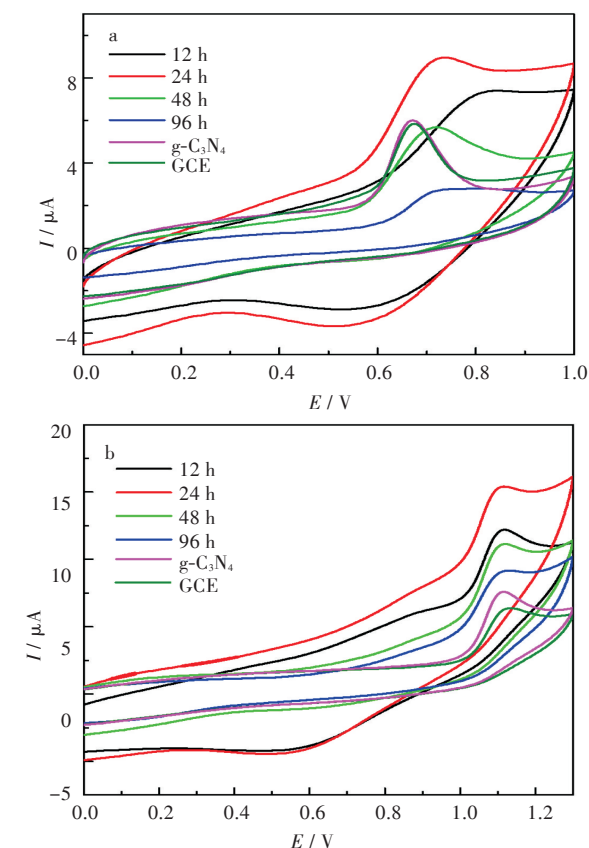 a
12 h
24 h
48 h
96 h
g-C₃N₄
GCE
8
4
0
−4
I / μA
0.0 0.2 0.4 0.6 0.8 1.0
E / V
b
12 h
24 h
48 h
96 h
g-C₃N₄
GCE
20
15
10
5
0
−5
I / μA
0.0 0.2 0.4 0.6 0.8 1.0 1.2
E / V